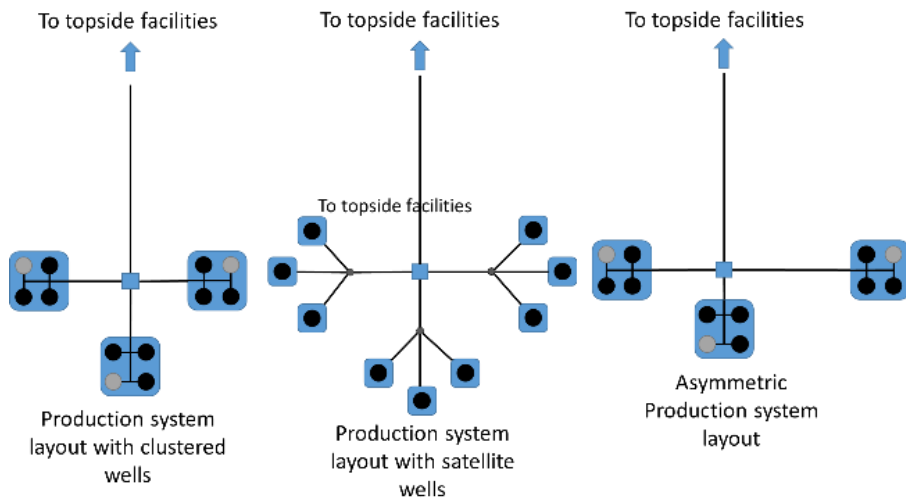 To topside facilities
To topside facilities
To topside facilities
To topside facilities
Production system
layout with clustered
wells
Production system
layout with satellite
wells
Asymmetric
Production system
layout